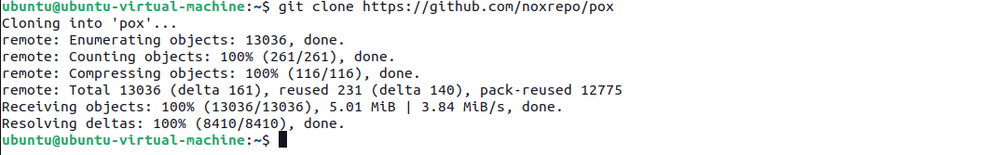 ubuntu@ubuntu-virtual-machine:~$ git clone https://github.com/noxrepo/pox
Cloning into 'pox'...
remote: Enumerating objects: 13036, done.
remote: Counting objects: 100% (261/261), done.
remote: Compressing objects: 100% (116/116), done.
remote: Total 13036 (delta 161), reused 231 (delta 140), pack-reused 12775
Receiving objects: 100% (13036/13036), 5.01 MiB | 3.84 MiB/s, done.
Resolving deltas: 100% (8410/8410), done.
ubuntu@ubuntu-virtual-machine:~$